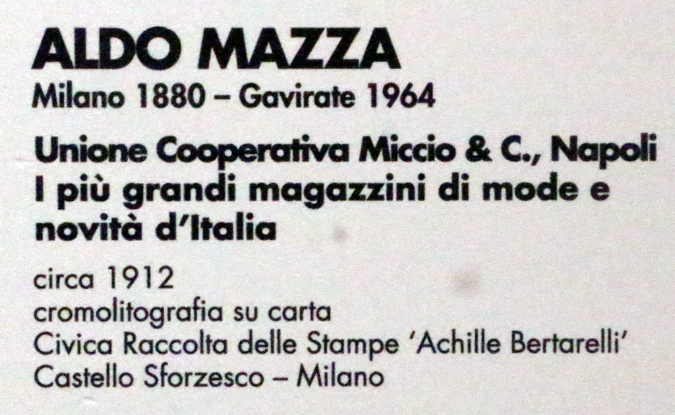 ALDO MAZZA
Milano 1880 – Gavirate 1964
Unione Cooperativa Miccio & C., Napoli
I più grandi magazzini di mode e
novità d'Italia
circa 1912
cromolitografia su carta
Civica Raccolta delle Stampe 'Achille Bertarelli'
Castello Sforzesco – Milano